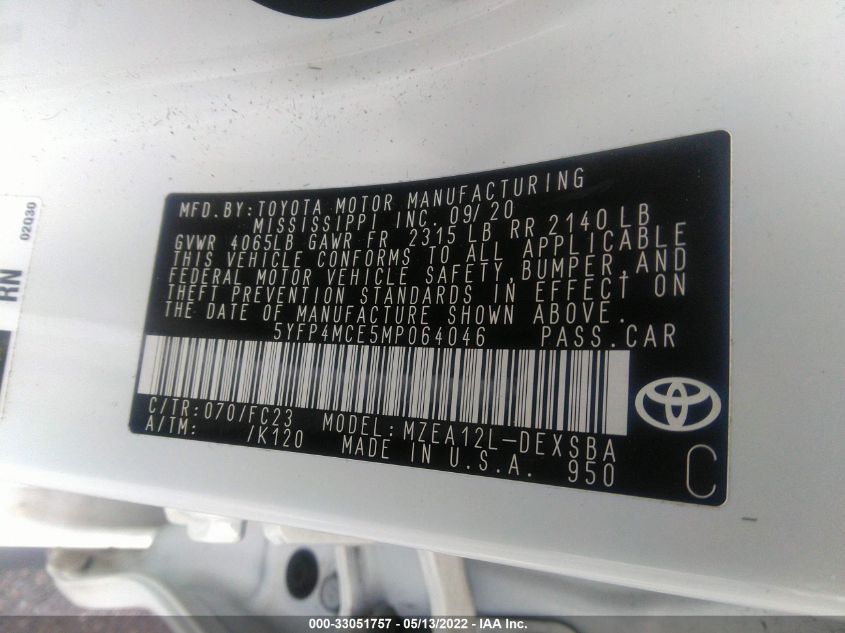 MFD.BY:TOYOTA MOTOR MANUFACTURING
MISSISSIPPI INC. 09/20
GVWR 4065LB GAWR FR 2315 LB RR 2140LB
THIS VEHICLE CONFORMS TO ALL APPLICABLE
FEDERAL MOTOR VEHICLE SAFETY,BUMPER,AND
THEFT PREVENTION STANDARDS IN EFFECT ON
THE DATE OF MANUFACTURE SHOWN ABOVE.
5YFP4MCE5MP064046 PASS.CAR
C/TR:070/FC23 MODEL:MZEA12L-DEXSBA
A/TM: /K120 MADE IN U.S.A. 950
C
RN
02Q30
000-33051757 - 05/13/2022 - IAA Inc.